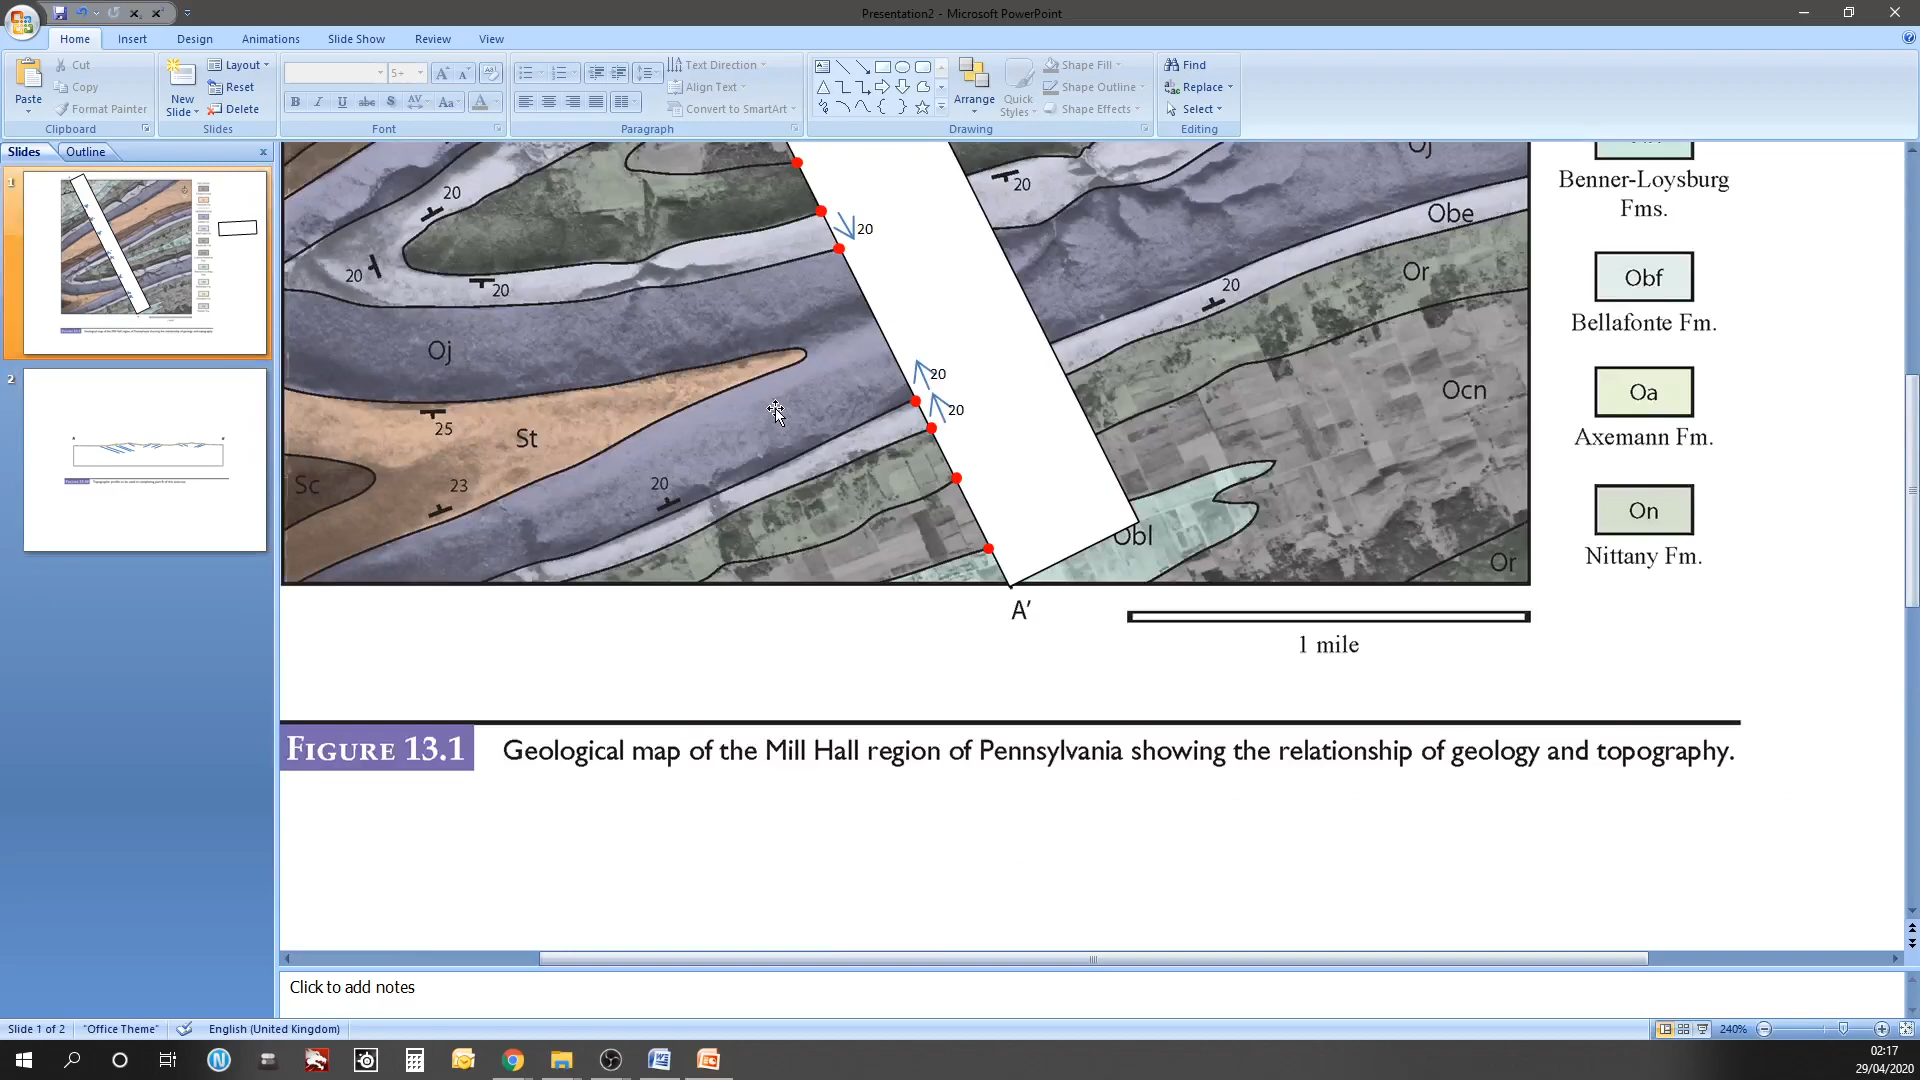 Presentation2 - Microsoft PowerPoint
Home Insert Design Animations Slide Show Review View
Paste
Cut
Copy
Format Painter
Clipboard
New
Slide
Layout
Reset
Delete
Slides
5+
B I U abc S AV Aa A
Font
Text Direction
Align Text
Convert to SmartArt
Paragraph
Arrange
Quick
Styles
Shape Fill
Shape Outline
Shape Effects
Drawing
Find
Replace
Select
Editing
Slides Outline
1
2
20
20
20
20
20
20
20
20
20
25
23
Oj
St
Sc
Oj
Obe
Or
Ocn
Obl
Or
A′
1 mile
Benner-Loysburg
Fms.
Obf
Bellafonte Fm.
Oa
Axemann Fm.
On
Nittany Fm.
FIGURE 13.1 Geological map of the Mill Hall region of Pennsylvania showing the relationship of geology and topography.
Click to add notes
Slide 1 of 2 "Office Theme" English (United Kingdom) 240%
02:17
29/04/2020